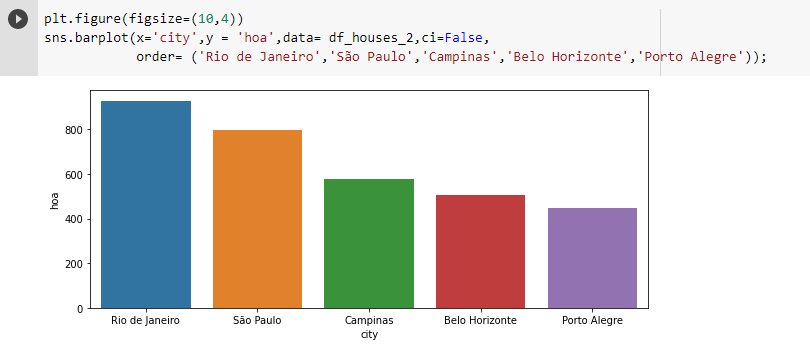 plt.figure(figsize=(10,4))
sns.barplot(x='city',y = 'hoa',data= df_houses_2,ci=False,
order= ('Rio de Janeiro','São Paulo','Campinas','Belo Horizonte','Porto Alegre'));
800
600
400
200
0
hoa
Rio de Janeiro São Paulo Campinas Belo Horizonte Porto Alegre
city